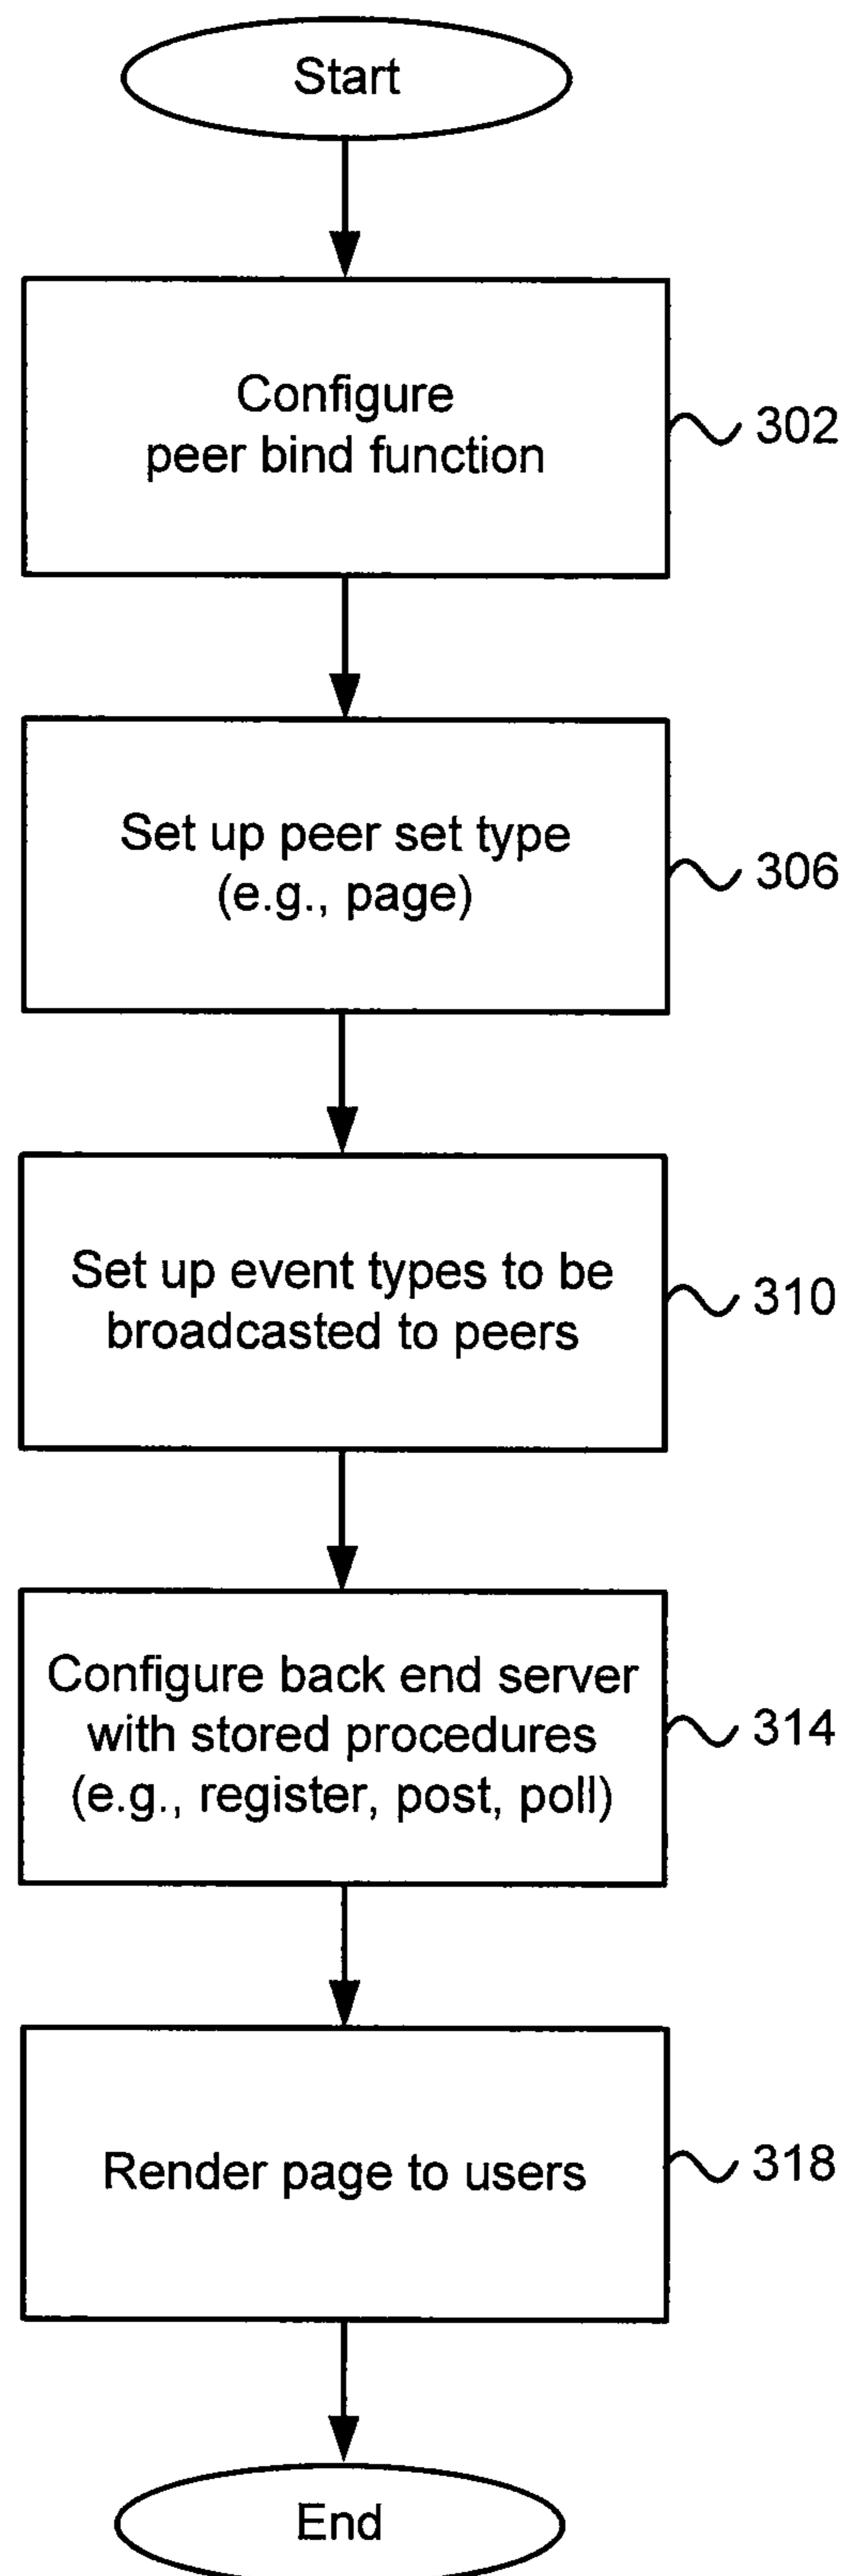 Start
Configure
peer bind function
302
Set up peer set type
(e.g., page)
306
Set up event types to be
broadcasted to peers
310
Configure back end server
with stored procedures
(e.g., register, post, poll)
314
Render page to users
318
End